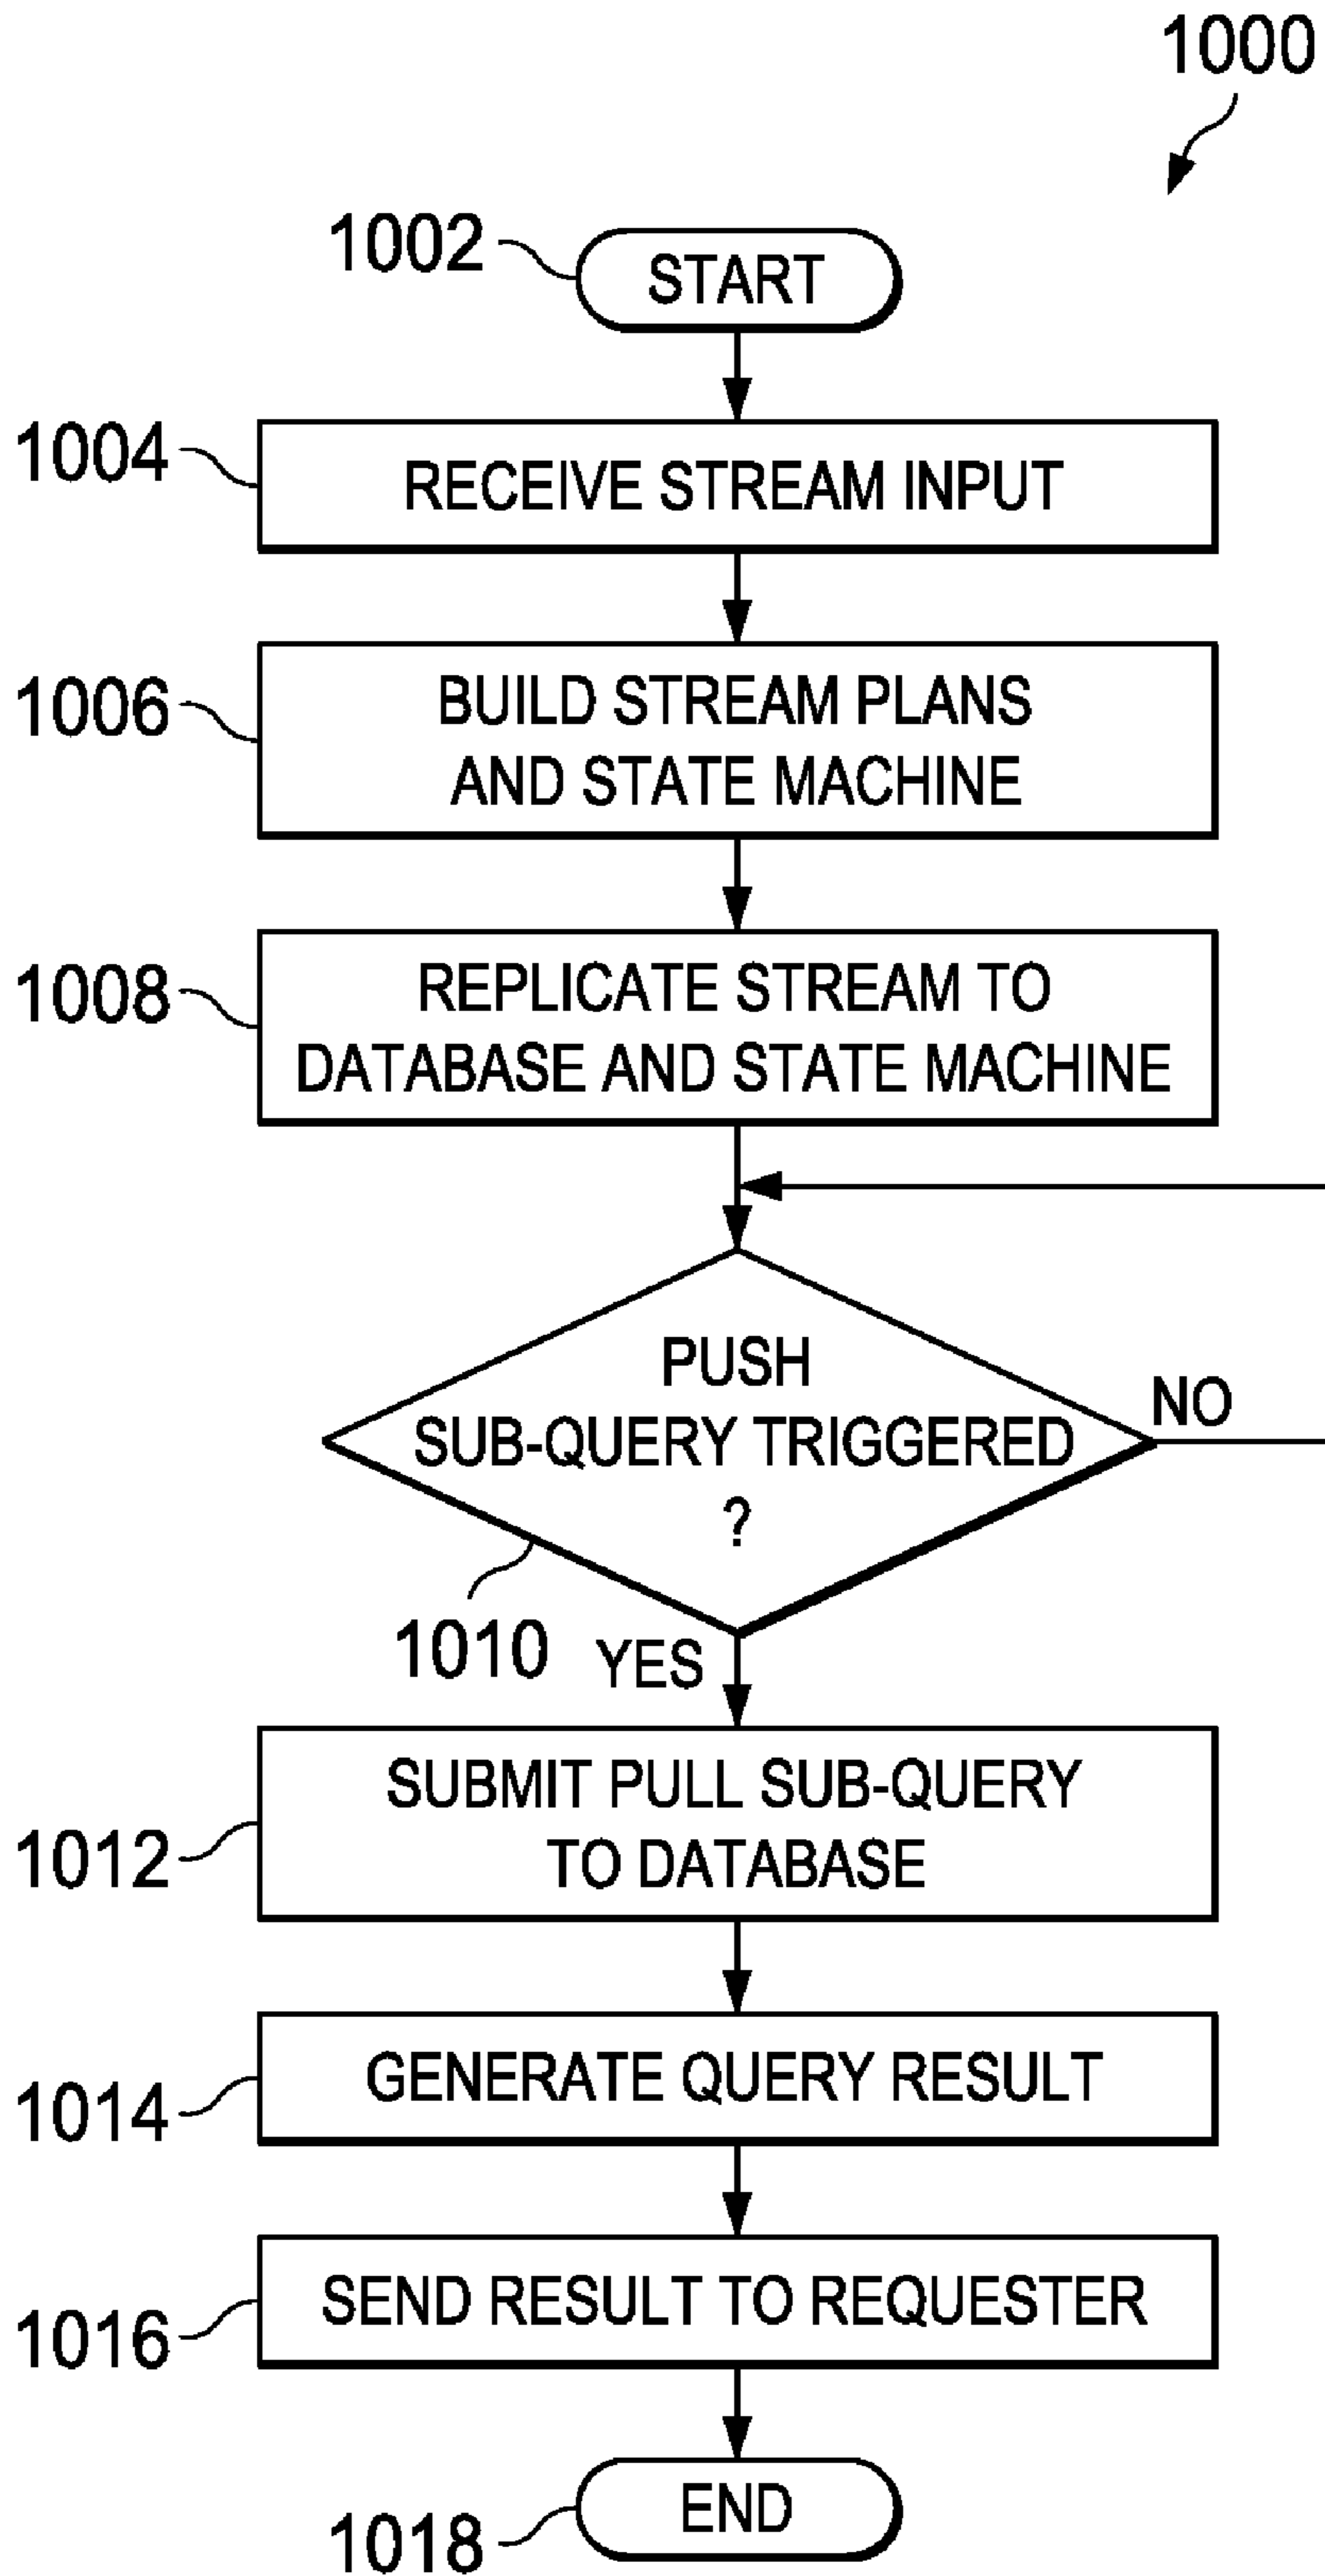 1000
1002
START
1004
RECEIVE STREAM INPUT
1006
BUILD STREAM PLANS
AND STATE MACHINE
1008
REPLICATE STREAM TO
DATABASE AND STATE MACHINE
PUSH
SUB-QUERY TRIGGERED
?
NO
1010
YES
1012
SUBMIT PULL SUB-QUERY
TO DATABASE
1014
GENERATE QUERY RESULT
1016
SEND RESULT TO REQUESTER
1018
END